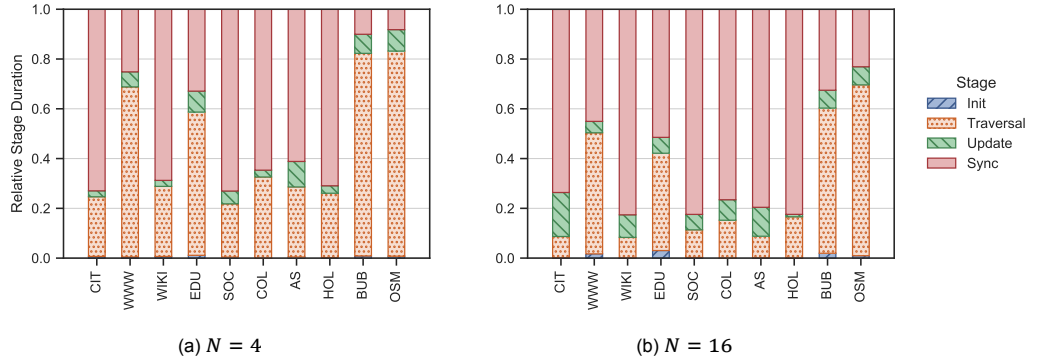 Relative Stage Duration
1.0
0.8
0.6
0.4
0.2
0.0
CIT
WWW
WIKI
EDU
SOC
COL
AS
HOL
BUB
OSM
(a) N = 4
1.0
0.8
0.6
0.4
0.2
0.0
CIT
WWW
WIKI
EDU
SOC
COL
AS
HOL
BUB
OSM
(b) N = 16
Stage
Init
Traversal
Update
Sync